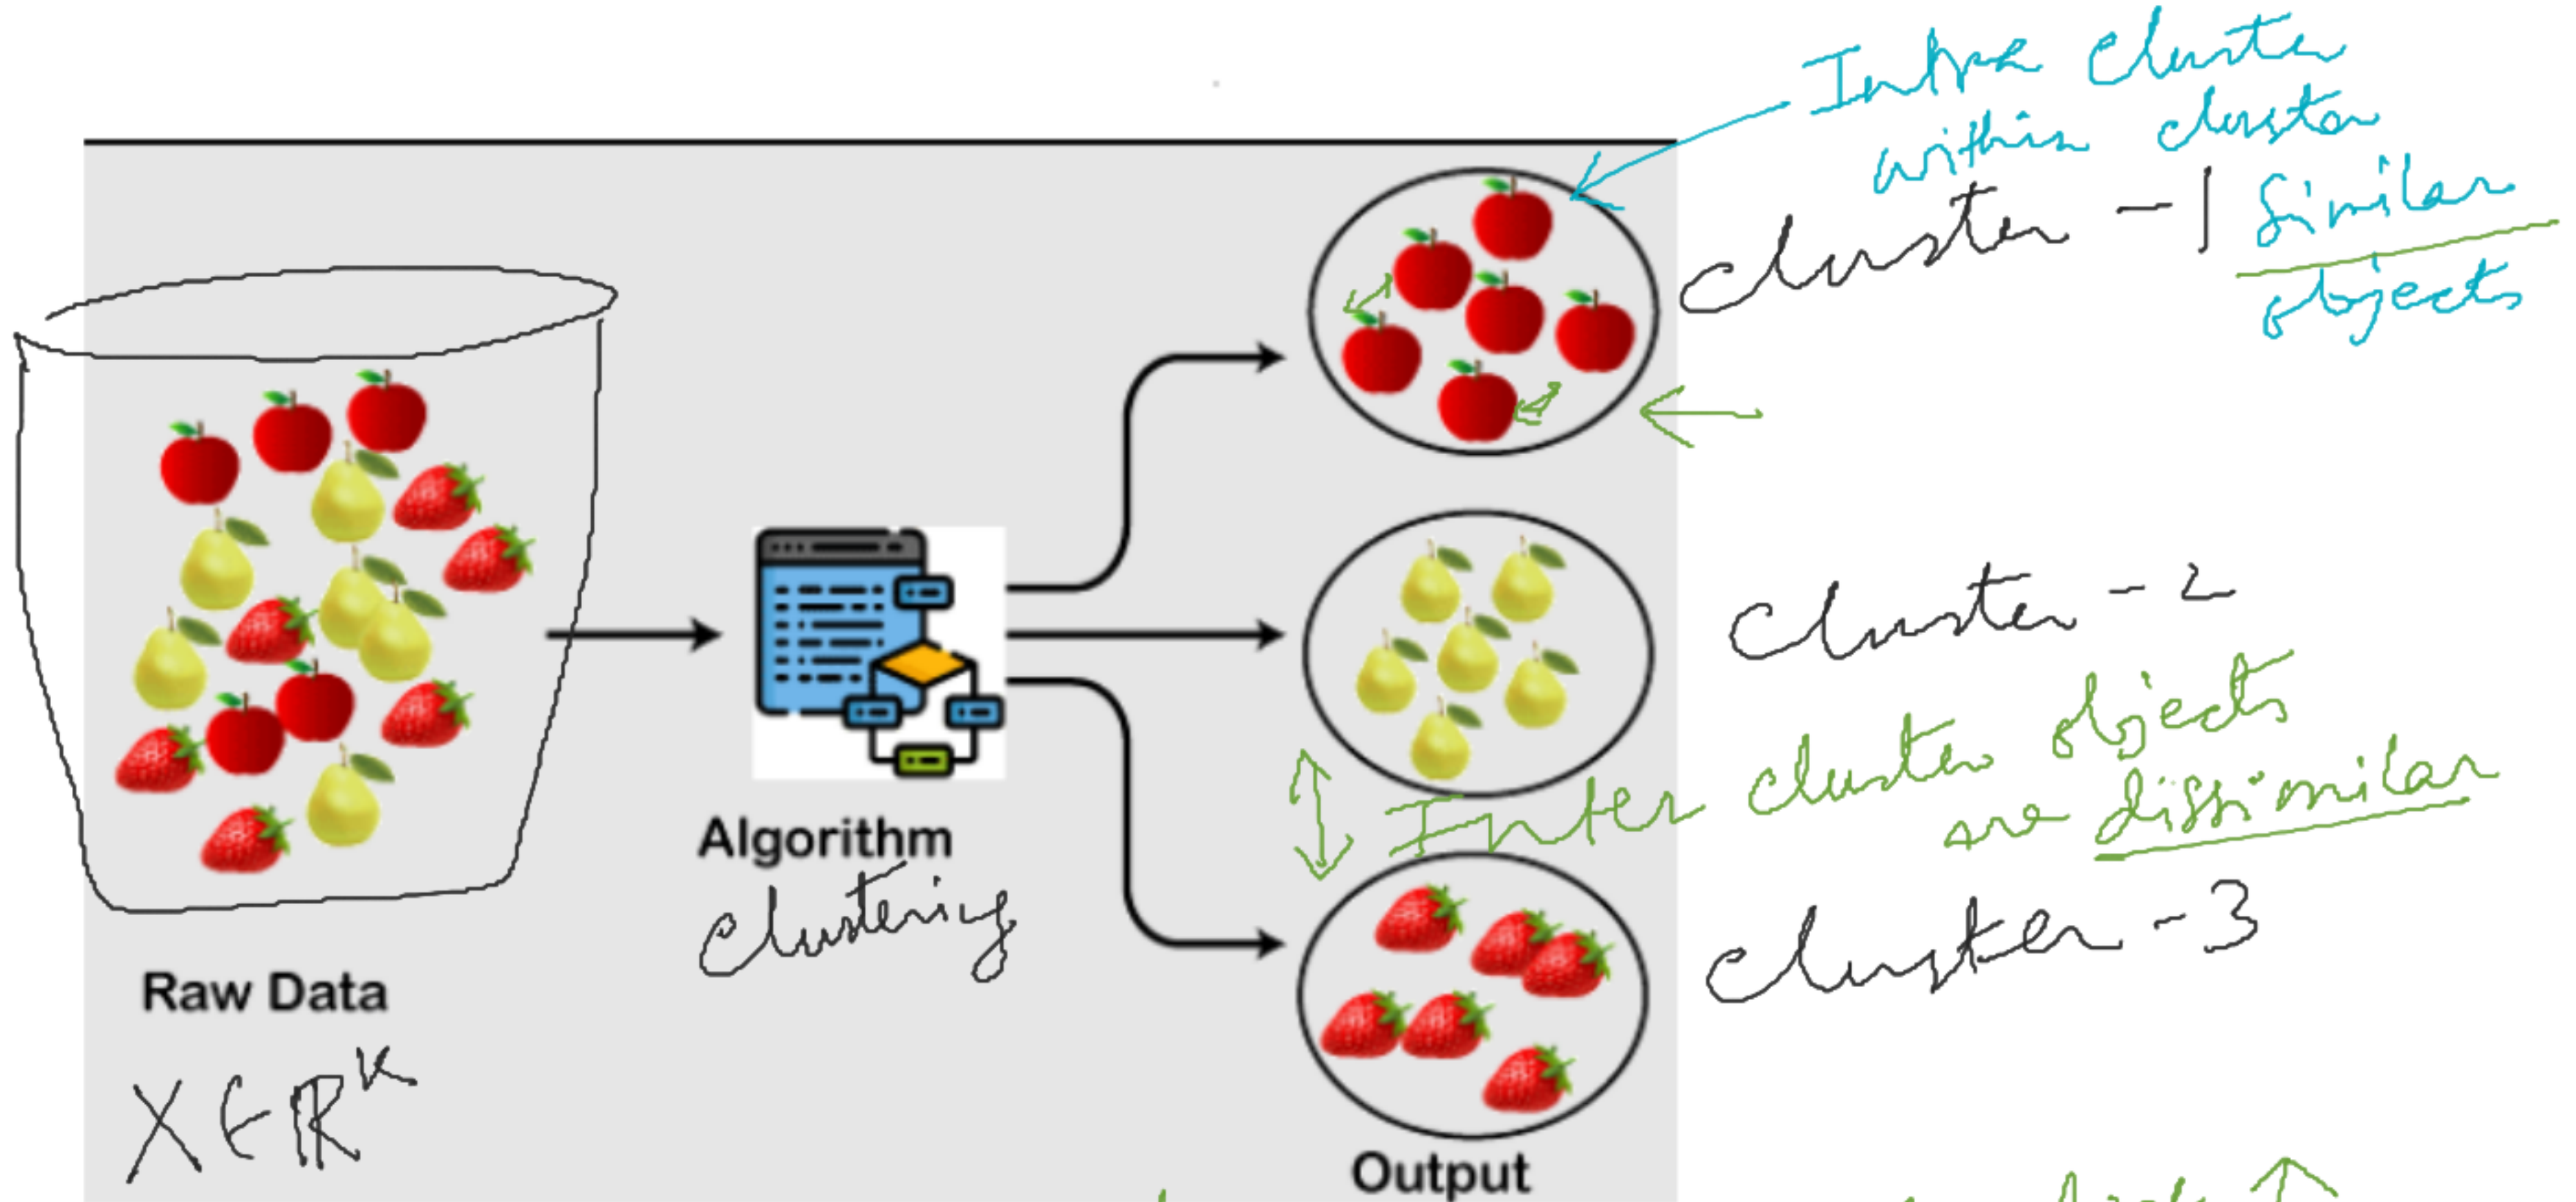 Intra cluster
within cluster
Similar
objects
cluster -1
cluster - 2
Inter cluster objects
are dissimilar
cluster -3
Algorithm
clustering
Raw Data
X ∈ ℝᴷ
Output